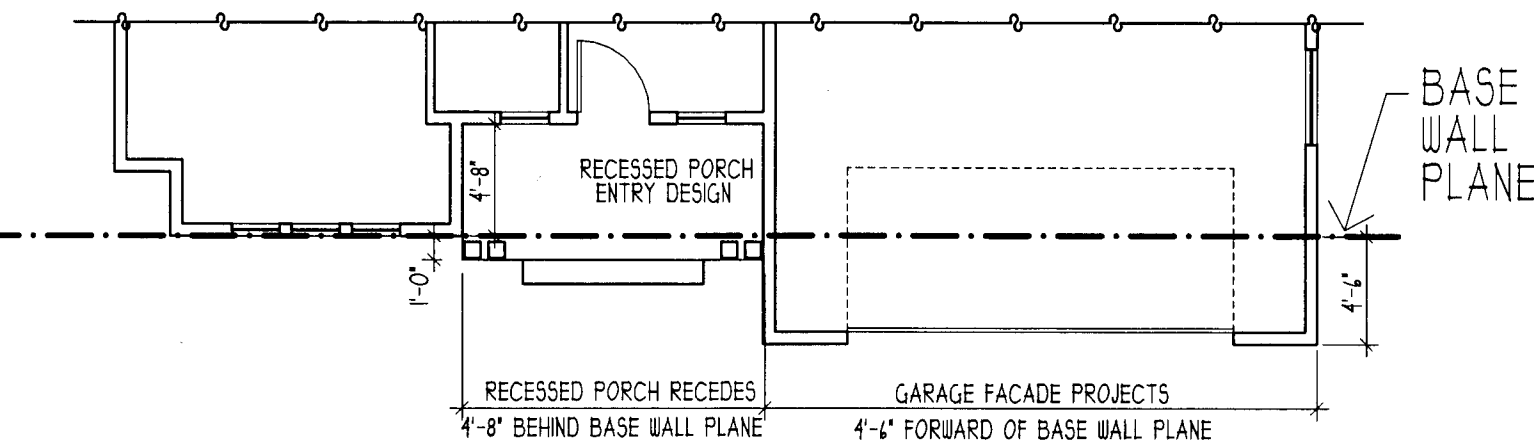 BASE
WALL
PLANE
RECESSED PORCH
ENTRY DESIGN
4'-8"
1'-0"
4'-6"
RECESSED PORCH RECEDES
4'-8" BEHIND BASE WALL PLANE
GARAGE FACADE PROJECTS
4'-6" FORWARD OF BASE WALL PLANE